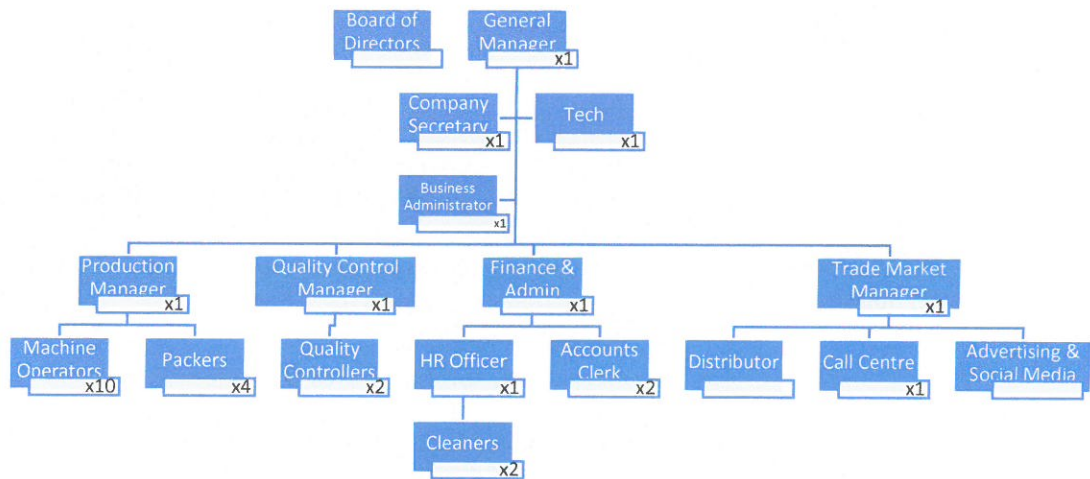 Board of
Directors
General
Manager
x1
Company
Secretary
x1
Tech
x1
Business
Administrator
x1
Production
Manager
x1
Quality Control
Manager
x1
Finance &
Admin
x1
Trade Market
Manager
x1
Machine
Operators
x10
Packers
x4
Quality
Controllers
x2
HR Officer
x1
Accounts
Clerk
x2
Distributor
Call Centre
x1
Advertising &
Social Media
Cleaners
x2